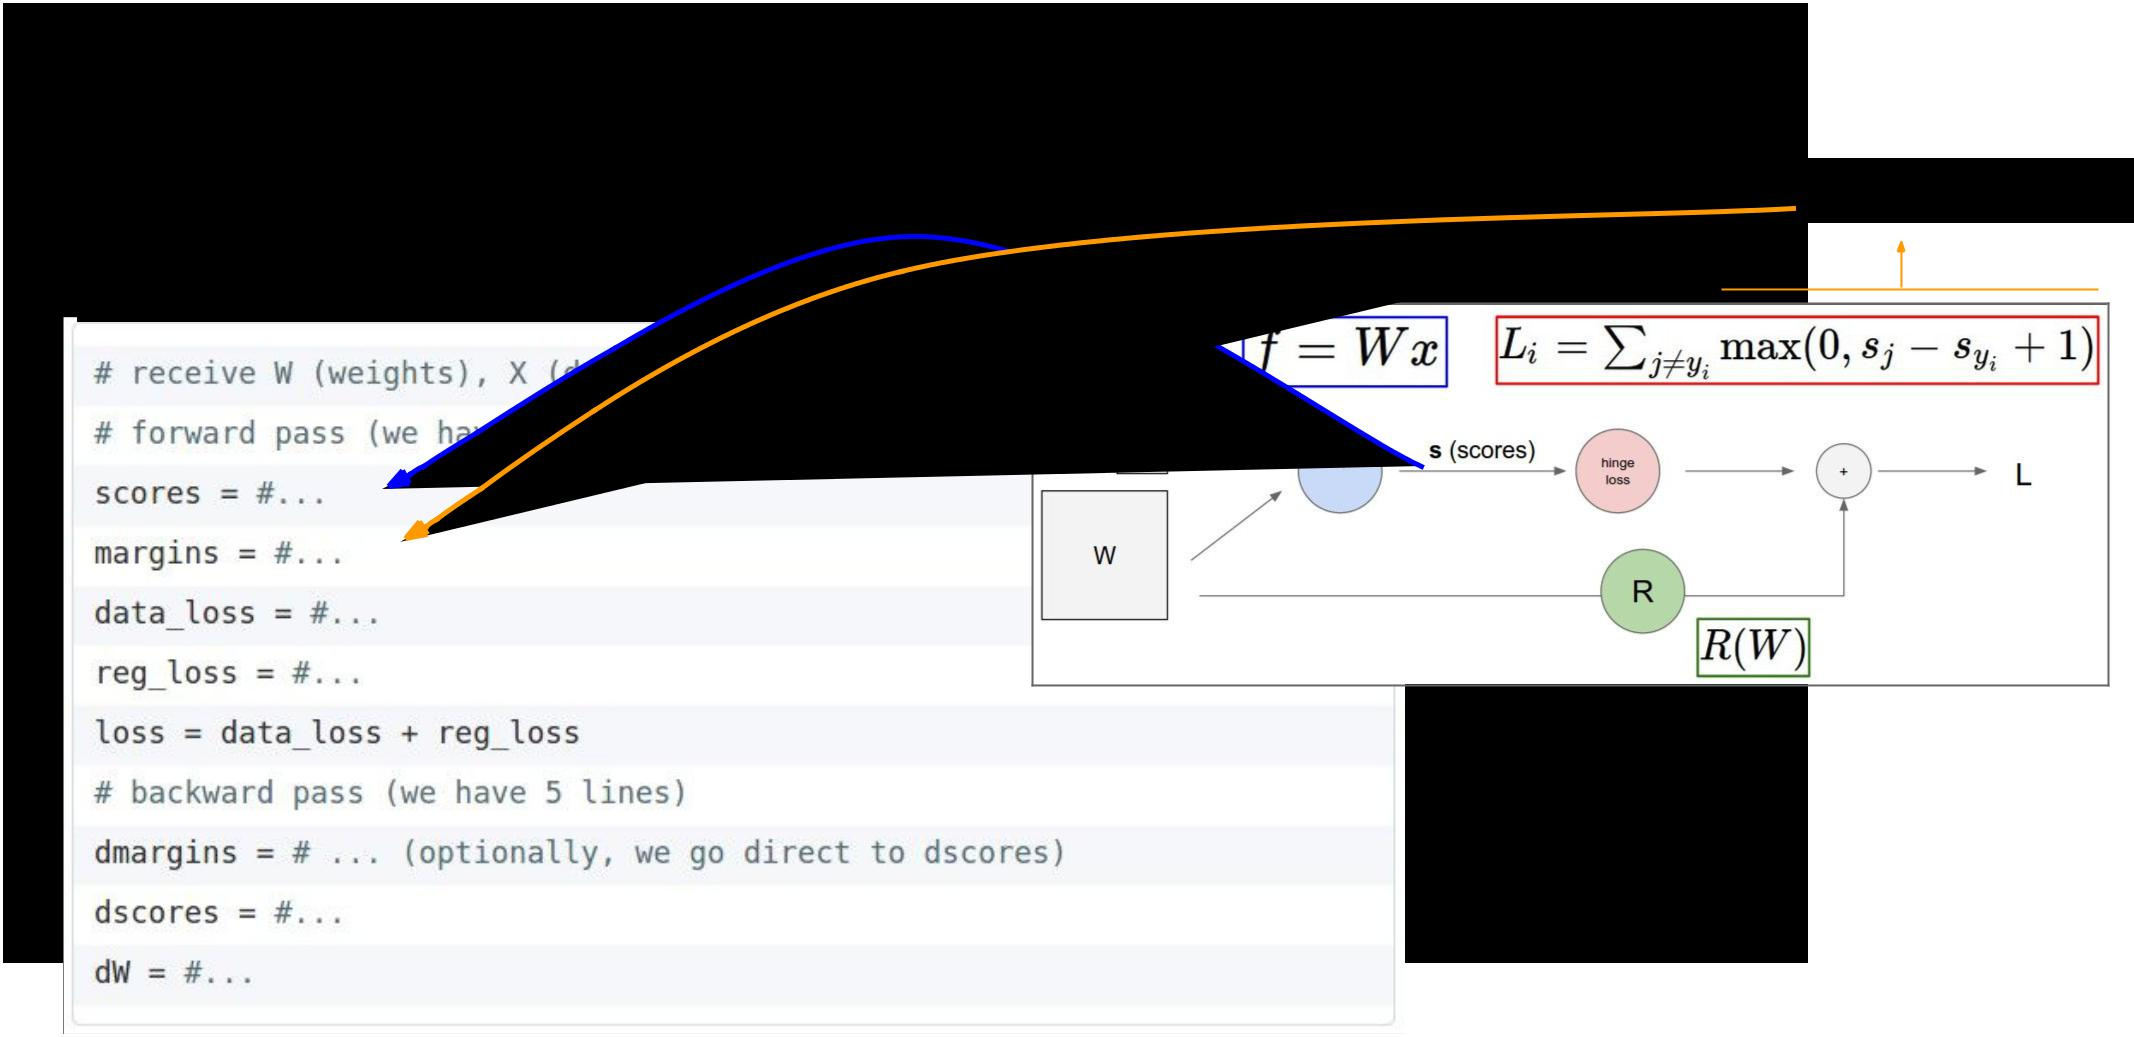 # receive W (weights), X (
# forward pass (we
scores = #...
margins = #...
data_loss = #...
reg_loss = #...
loss = data_loss + reg_loss
# backward pass (we have 5 lines)
dmargins = # ... (optionally, we go direct to dscores)
dscores = #...
dW = #...
f = Wx
L_i = ∑_{j≠y_i} max(0, s_j − s_{y_i} + 1)
s (scores)
hinge
loss
+
L
W
R
R(W)